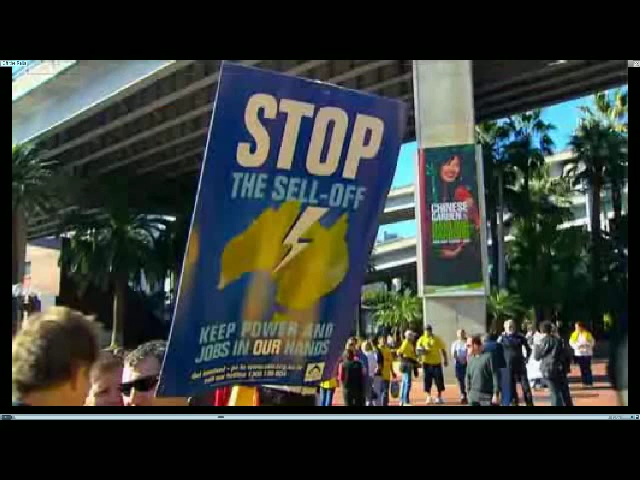 STOP
THE SELL-OFF
KEEP POWER AND
JOBS IN OUR HANDS
CHINESE
GARDEN